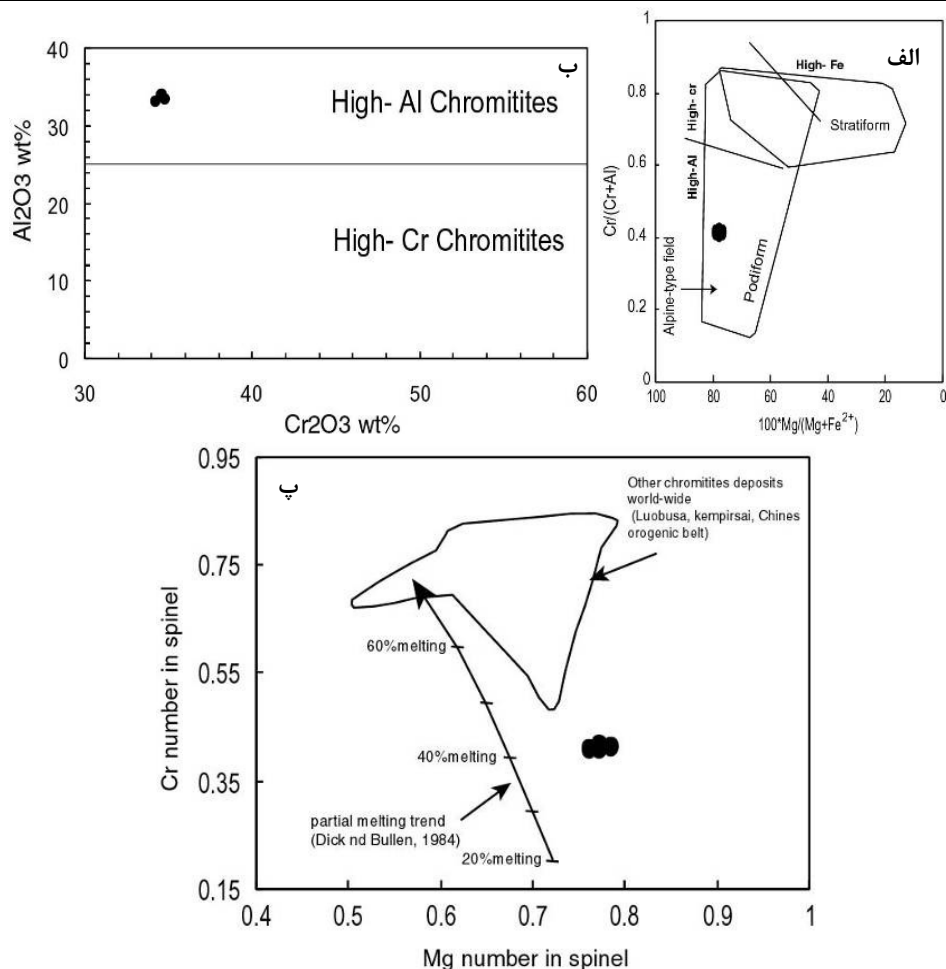 ب
40
30
20
10
0
Al2O3 wt%
High- Al Chromitites
High- Cr Chromitites
30
40
50
60
Cr2O3 wt%
الف
1
0.8
0.6
0.4
0.2
0
Cr/(Cr+Al)
High- Fe
High- cr
High-Al
Stratiform
Podiform
Alpine-type field
100
80
60
40
20
0
100*Mg/(Mg+Fe²⁺)
پ
0.95
0.75
0.55
0.35
0.15
Cr number in spinel
Other chromitites deposits
world-wide
(Luobusa, kempirsai, Chines
orogenic belt)
60%melting
40%melting
partial melting trend
(Dick nd Bullen, 1984)
20%melting
0.4
0.5
0.6
0.7
0.8
0.9
1
Mg number in spinel